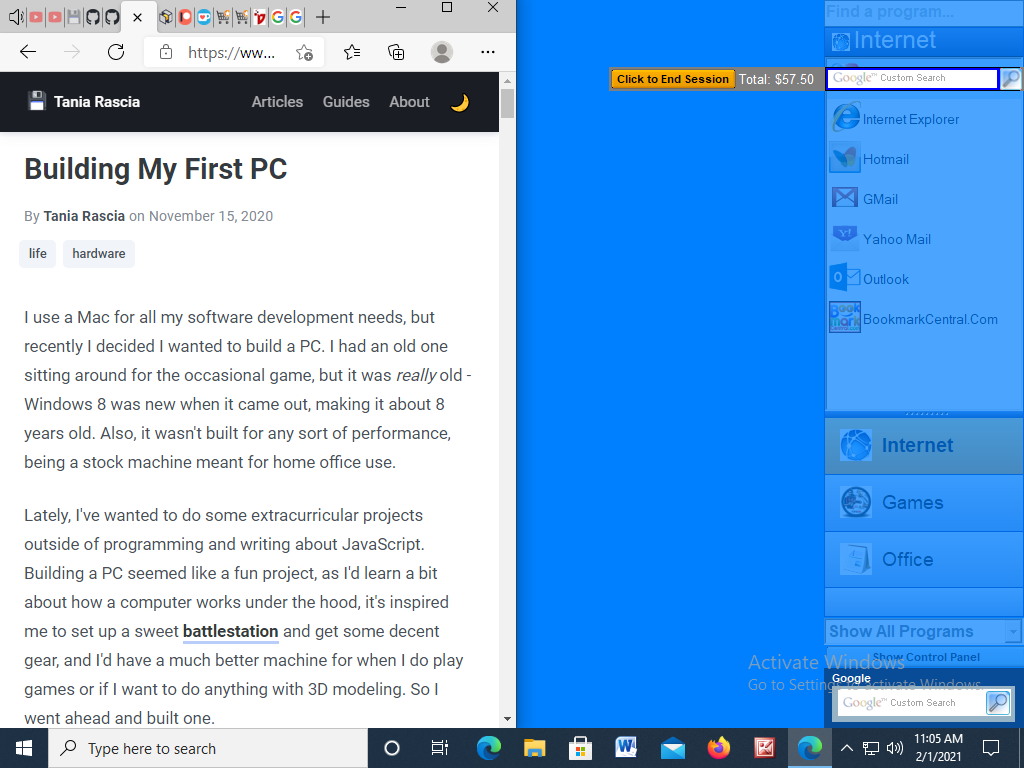 https://ww...
Tania Rascia
Articles
Guides
About
Building My First PC
By Tania Rascia on November 15, 2020
life
hardware
I use a Mac for all my software development needs, but
recently I decided I wanted to build a PC. I had an old one
sitting around for the occasional game, but it was really old -
Windows 8 was new when it came out, making it about 8
years old. Also, it wasn't built for any sort of performance,
being a stock machine meant for home office use.
Lately, I've wanted to do some extracurricular projects
outside of programming and writing about JavaScript.
Building a PC seemed like a fun project, as I'd learn a bit
about how a computer works under the hood, it's inspired
me to set up a sweet battlestation and get some decent
gear, and I'd have a much better machine for when I do play
games or if I want to do anything with 3D modeling. So I
went ahead and built one.
Click to End Session
Total: $57.50
Find a program...
Internet
Google™ Custom Search
Internet Explorer
Hotmail
GMail
Yahoo Mail
Outlook
BookmarkCentral.Com
Internet
Games
Office
Show All Programs
Show Control Panel
Activate Windows
Go to Settings to activate Windows.
Google
Google™ Custom Search
Type here to search
11:05 AM
2/1/2021